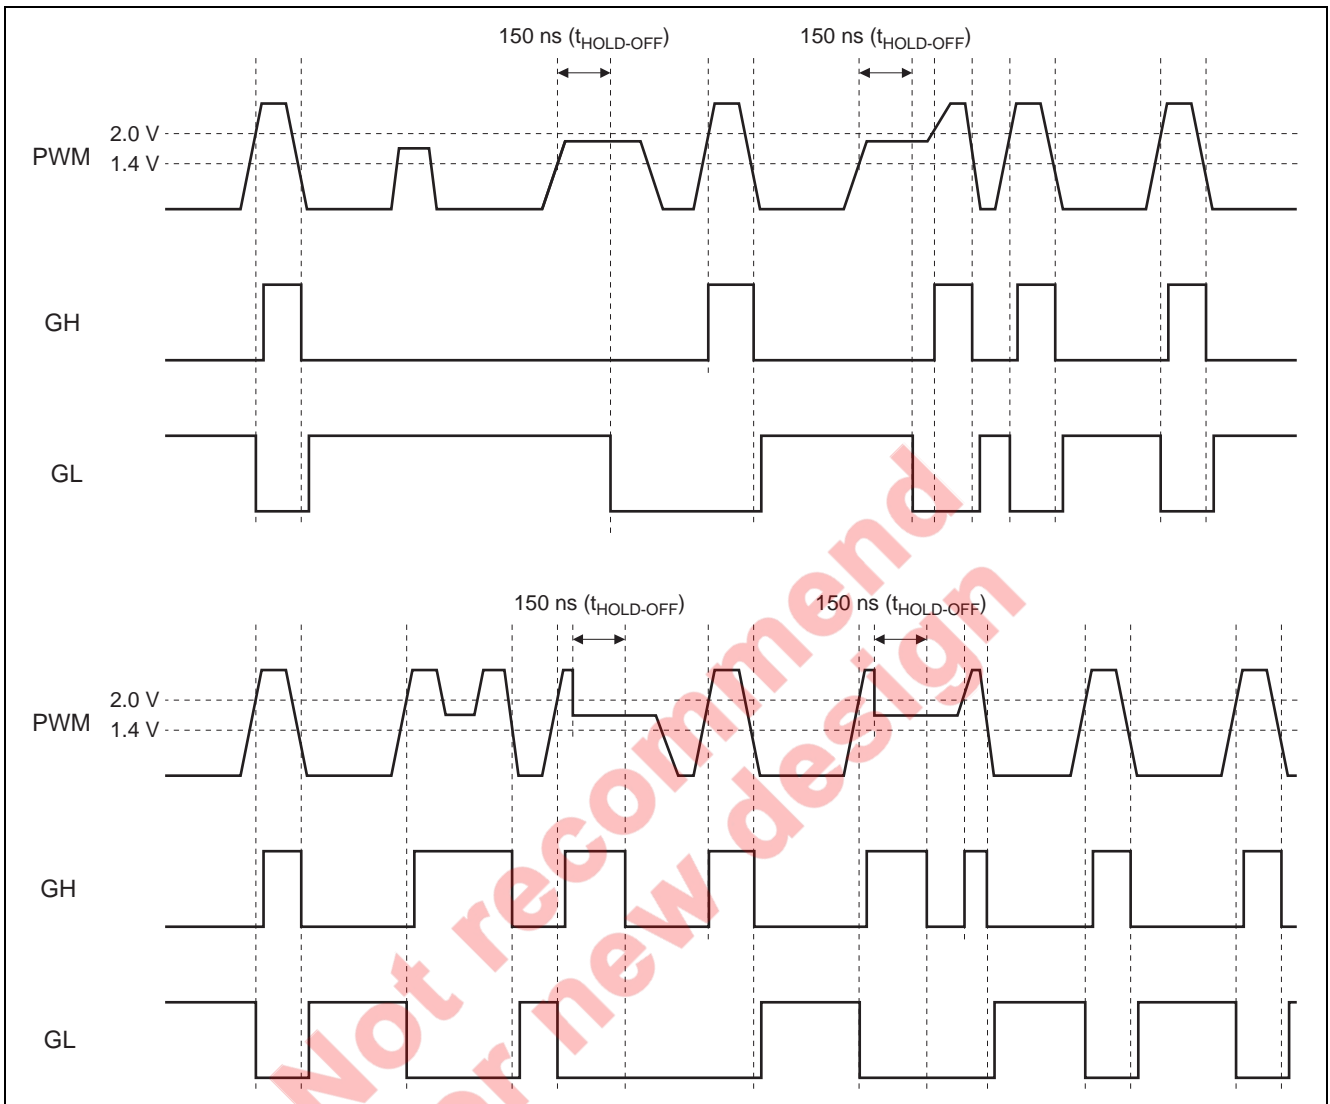 150 ns (tHOLD-OFF) 150 ns (tHOLD-OFF)
2.0 V
PWM
1.4 V
GH
GL
150 ns (tHOLD-OFF) 150 ns (tHOLD-OFF)
2.0 V
PWM
1.4 V
GH
GL
Not recommend
new design